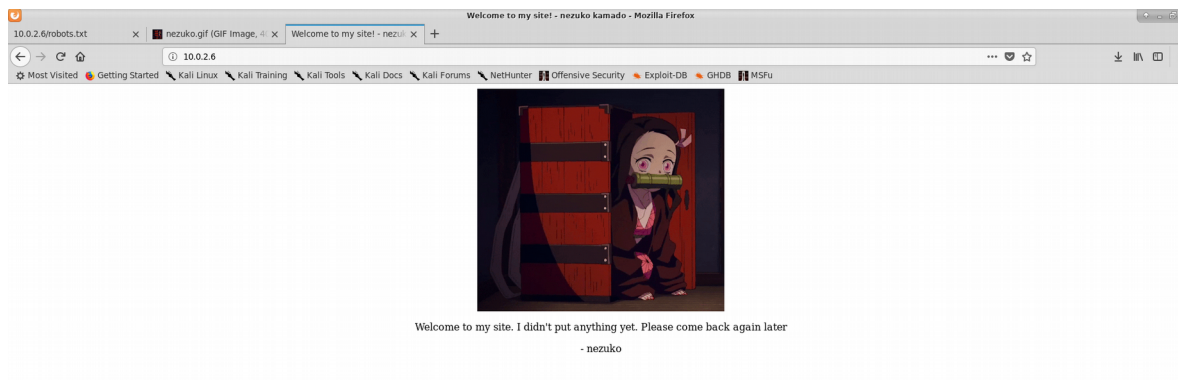 Welcome to my site! - nezuko kamado - Mozilla Firefox
10.0.2.6/robots.txt
nezuko.gif (GIF Image, 4
Welcome to my site! - nezu
10.0.2.6
Most Visited Getting Started Kali Linux Kali Training Kali Tools Kali Docs Kali Forums NetHunter Offensive Security Exploit-DB GHDB MSFu
Welcome to my site. I didn't put anything yet. Please come back again later
- nezuko